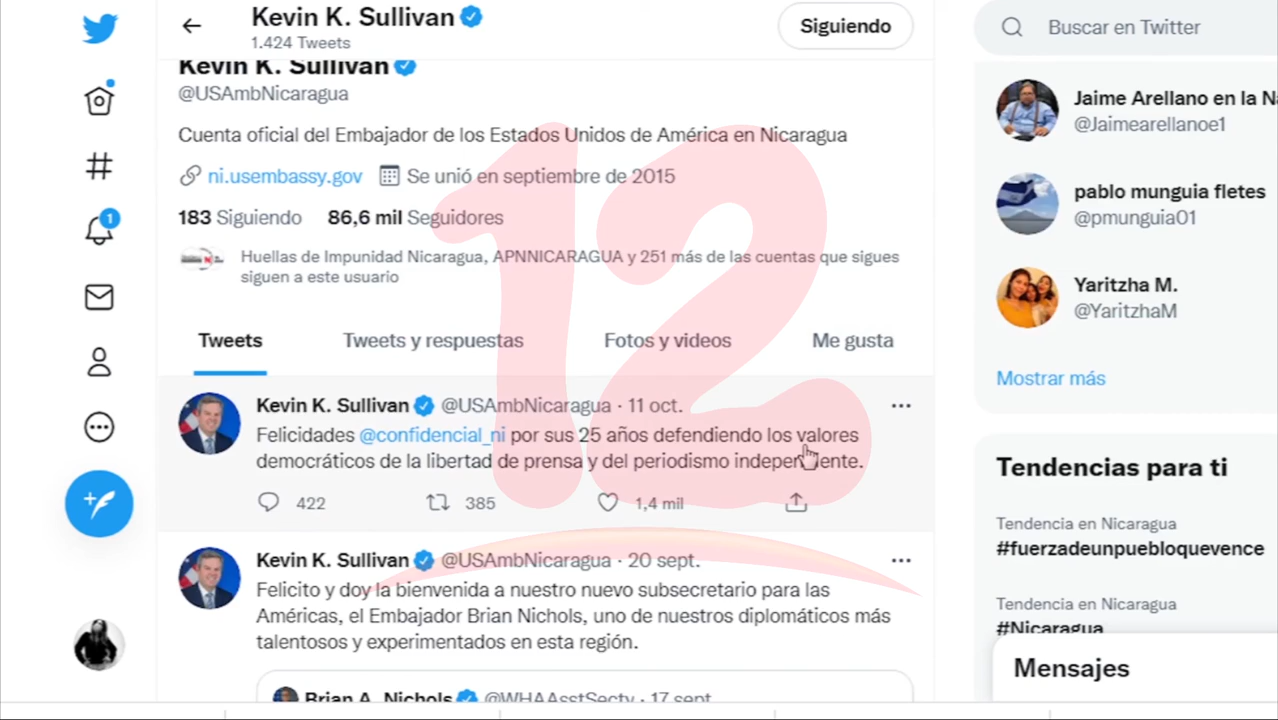 Kevin K. Sullivan
1.424 Tweets
Siguiendo
Buscar en Twitter
Kevin K. Sullivan
@USAmbNicaragua
Cuenta oficial del Embajador de los Estados Unidos de América en Nicaragua
ni.usembassy.gov Se unió en septiembre de 2015
183 Siguiendo 86,6 mil Seguidores
Huellas de Impunidad Nicaragua, APNNICARAGUA y 251 más de las cuentas que sigues
siguen a este usuario
Tweets Tweets y respuestas Fotos y videos Me gusta
Kevin K. Sullivan @USAmbNicaragua · 11 oct.
Felicidades @confidencial_ni por sus 25 años defendiendo los valores
democráticos de la libertad de prensa y del periodismo independiente.
422 385 1,4 mil
Kevin K. Sullivan @USAmbNicaragua · 20 sept.
Felicito y doy la bienvenida a nuestro nuevo subsecretario para las
Américas, el Embajador Brian Nichols, uno de nuestros diplomáticos más
talentosos y experimentados en esta región.
Brian A. Nichols @WHAAsstSecty · 17 sept.
Jaime Arellano en la Na
@Jaimearellanoe1
pablo munguia fletes
@pmunguia01
Yaritzha M.
@YaritzhaM
Mostrar más
Tendencias para ti
Tendencia en Nicaragua
#fuerzadeunpuebloquevence
Tendencia en Nicaragua
#Nicaragua
Mensajes
1
12